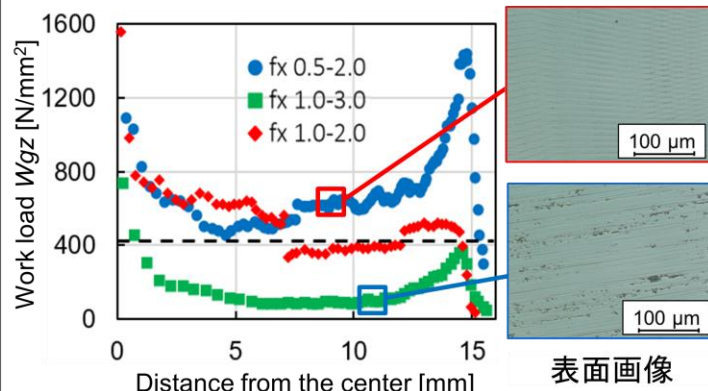 Work load Wgz [N/mm²]
1600
1200
800
400
0
fx 0.5-2.0
fx 1.0-3.0
fx 1.0-2.0
0
5
10
15
Distance from the center [mm]
100 µm
100 µm
表面画像